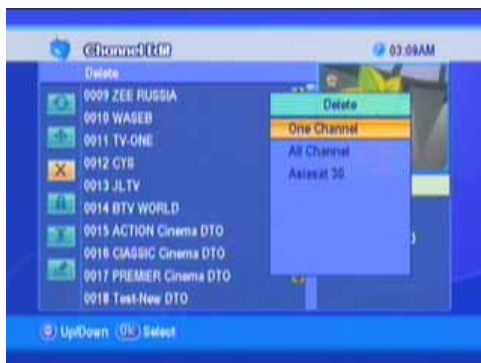 Channel Edit
03:09AM
Delete
0009 ZEE RUSSIA
0010 WASEB
0011 TV-ONE
0012 CYS
0013 JLTV
0014 BTV WORLD
0015 ACTION Cinema DTO
0016 ClASSIC Cinema DTO
0017 PREMIER Cinema DTO
0018 Test-New DTO
Delete
One Channel
All Channel
Asiasat 3S
Up/Down OK Select